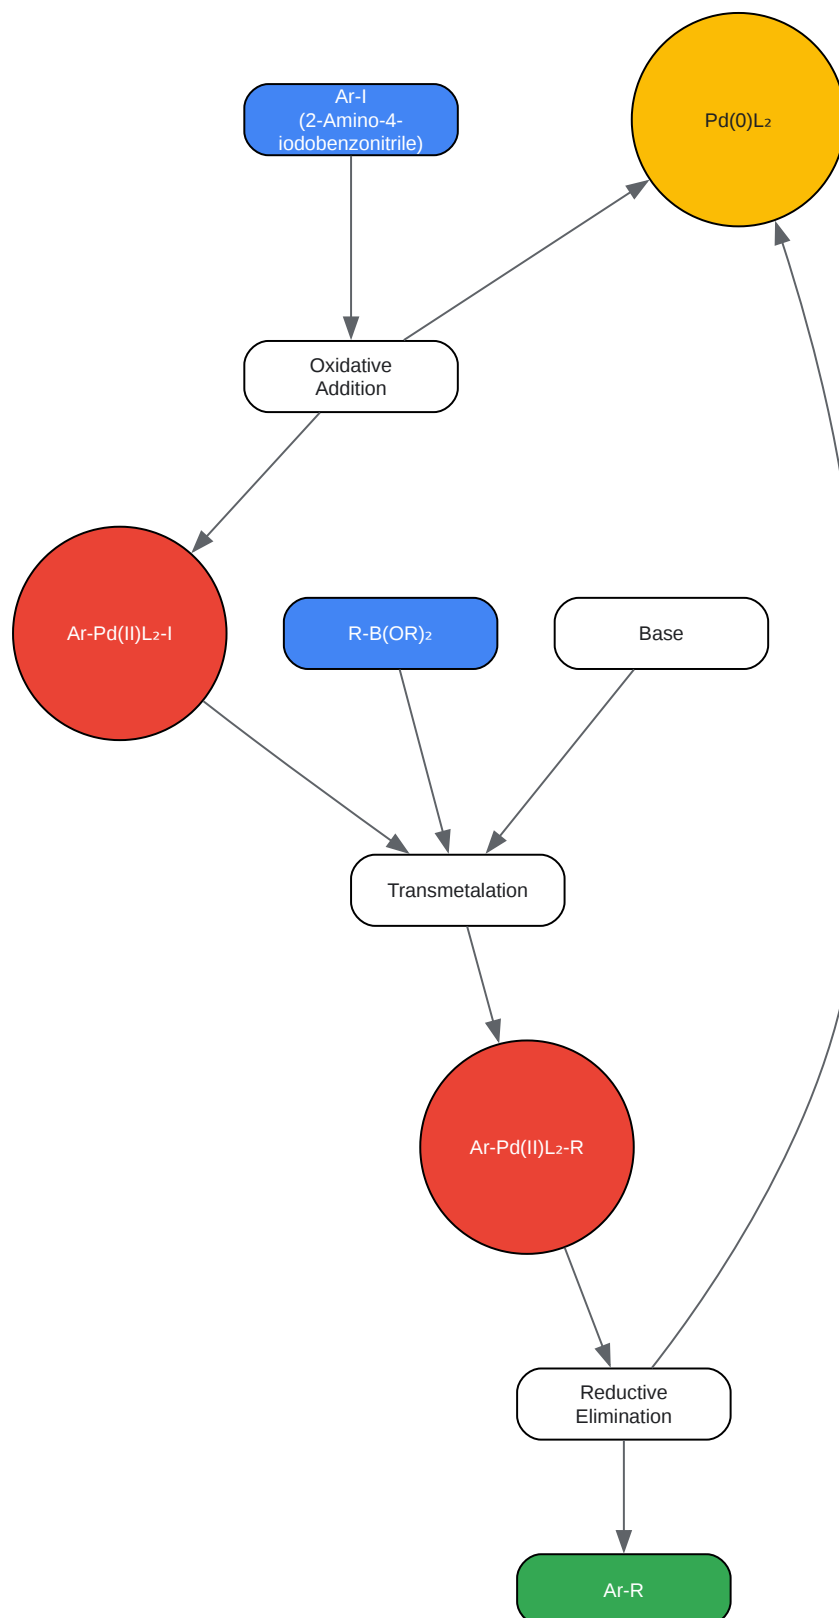 Ar-I
(2-Amino-4-
iodobenzonitrile)
Pd(0)L₂
Oxidative
Addition
Ar-Pd(II)L₂-I
R-B(OR)₂
Base
Transmetalation
Ar-Pd(II)L₂-R
Reductive
Elimination
Ar-R